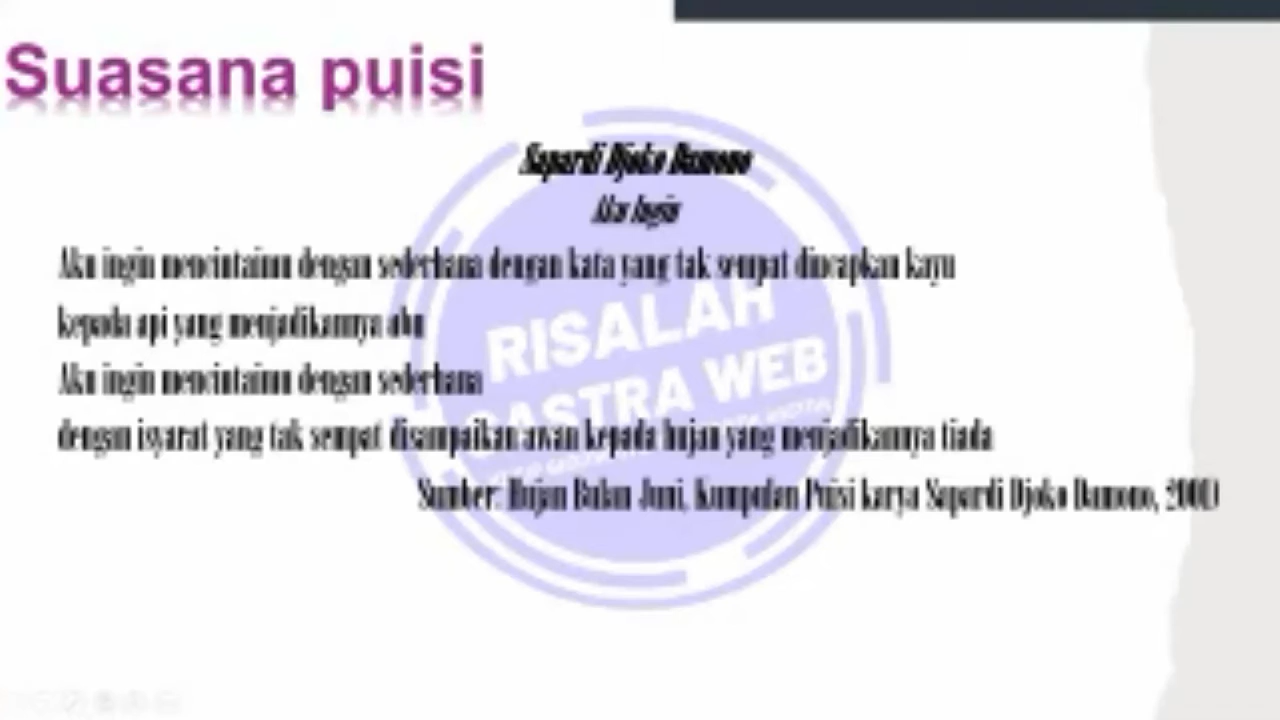 Suasana puisi
Sapardi Djoko Damono
Aku Ingin
Aku ingin mencintaimu dengan sederhana dengan kata yang tak sempat diucapkan kayu
kepada api yang menjadikannya abu
Aku ingin mencintaimu dengan sederhana
dengan isyarat yang tak sempat disampaikan awan kepada hujan yang menjadikannya tiada
Sumber: Hujan Bulan Juni, Kumpulan Puisi karya Sapardi Djoko Damono,
RISALAH
SASTRA WEB